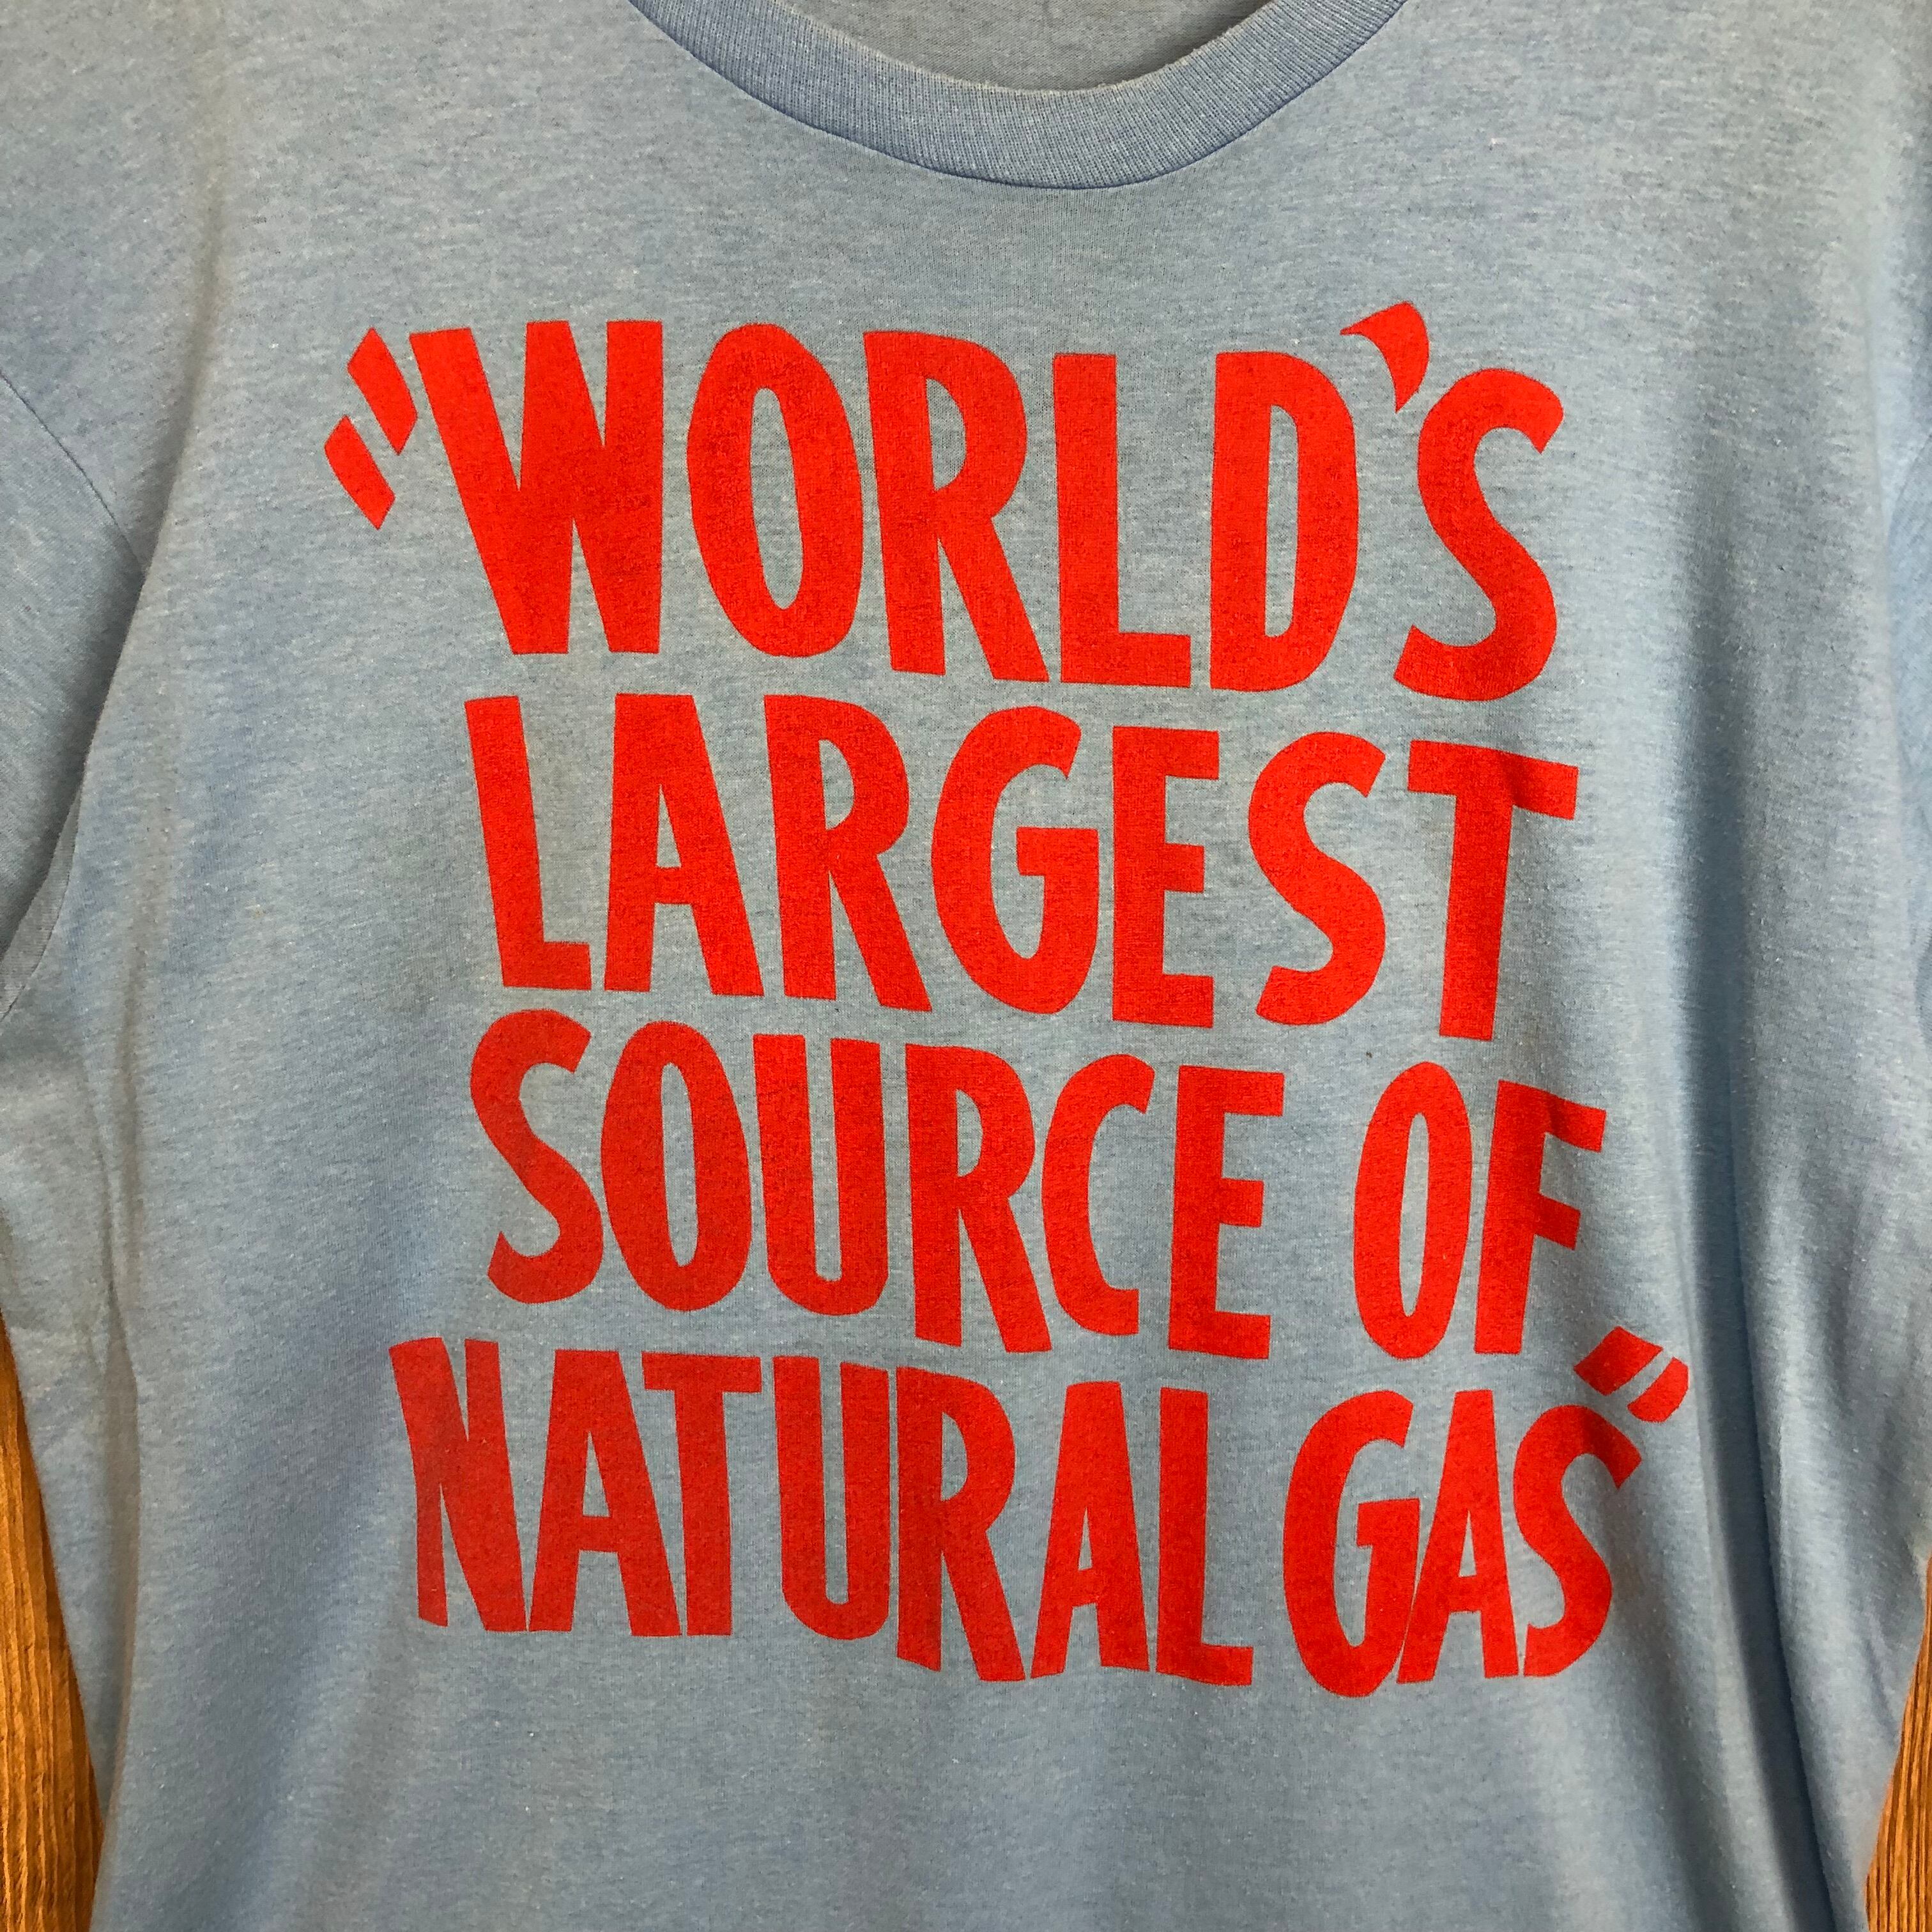 "WORLD'S
LARGEST
SOURCE OF
NATURAL GAS"